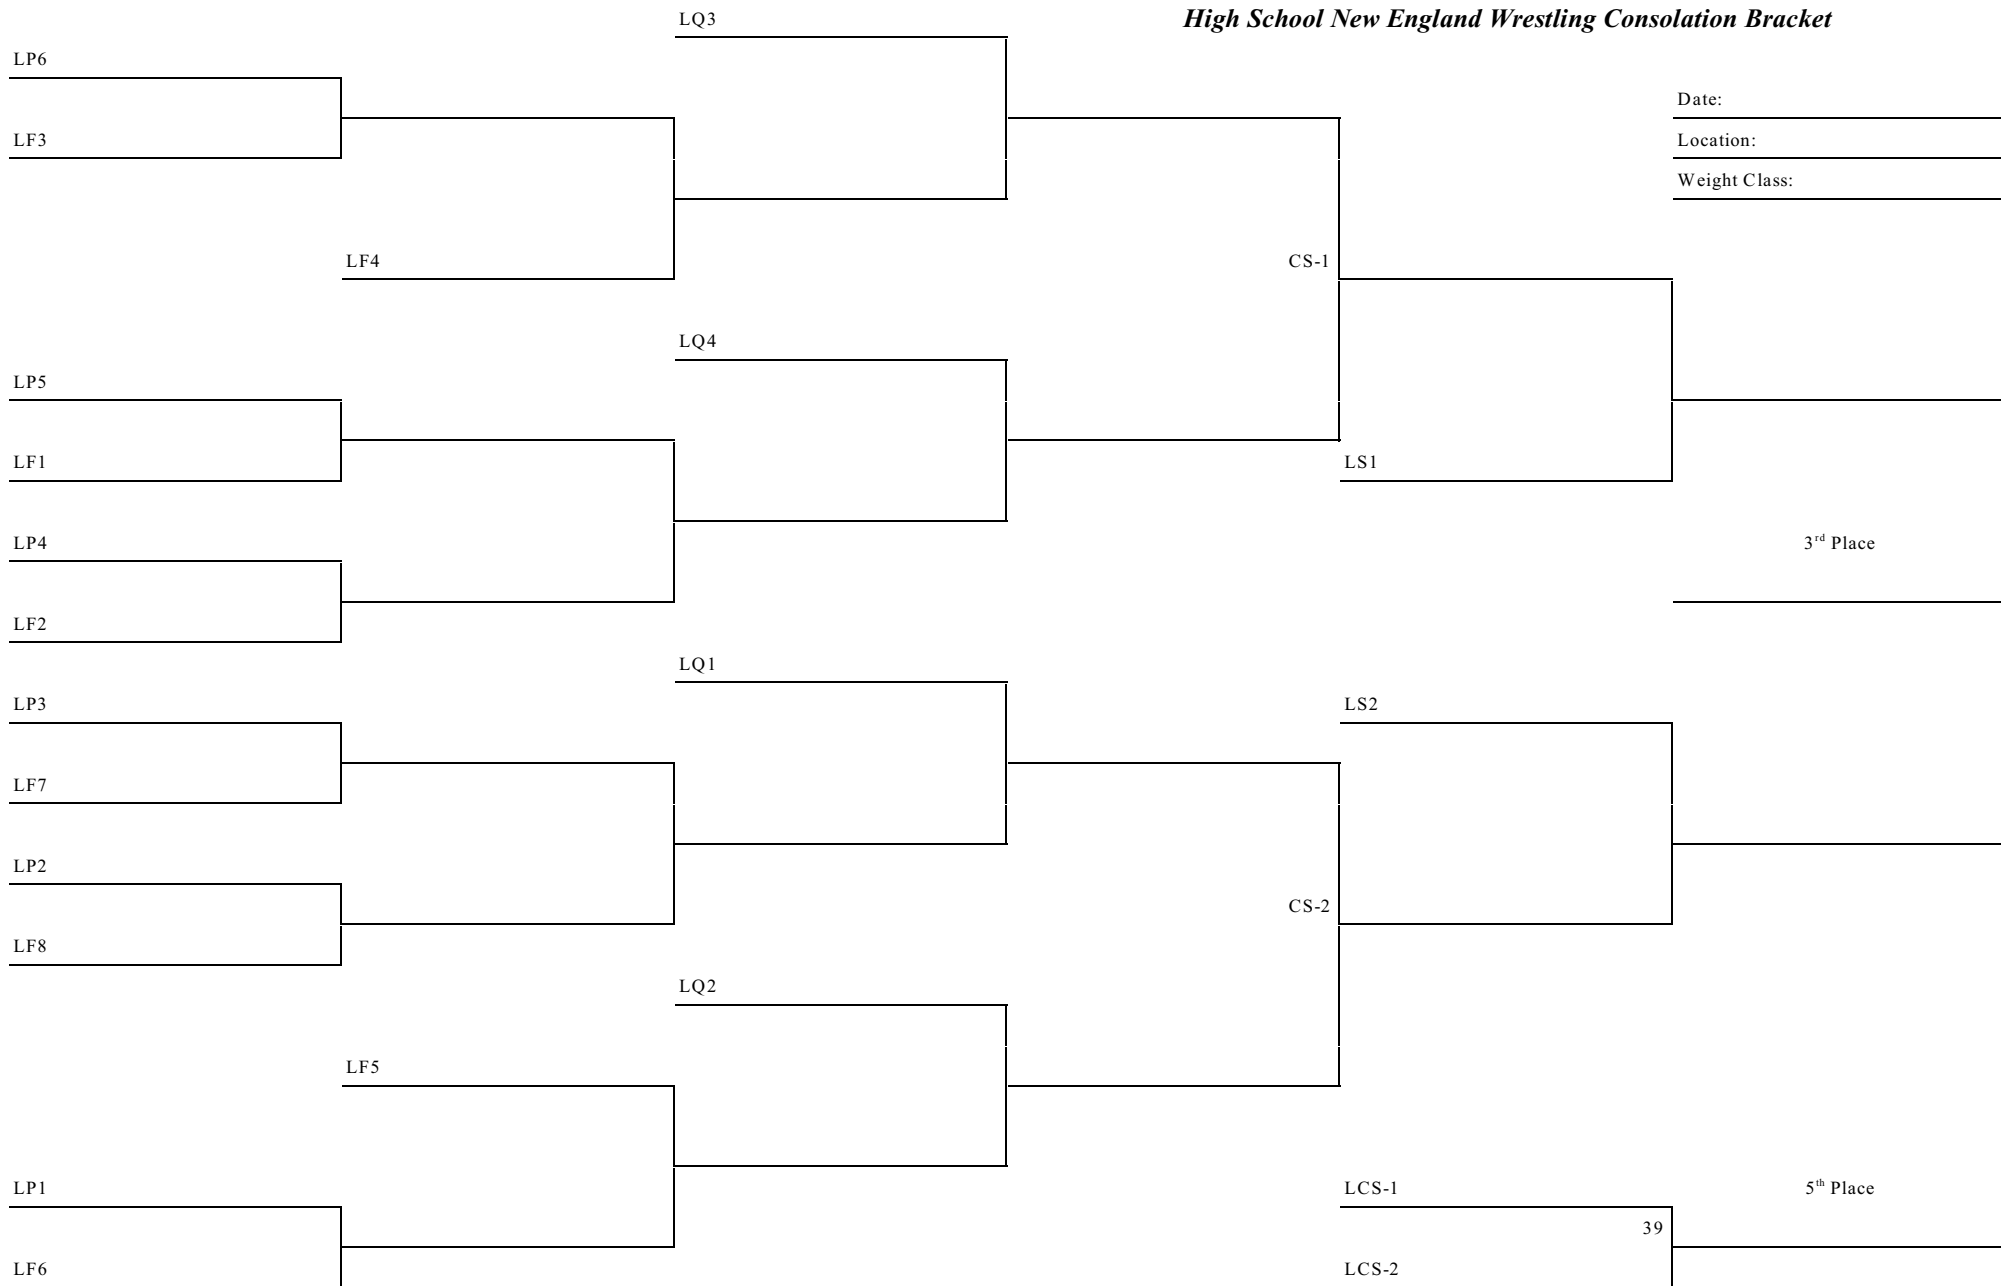 LQ3
High School New England Wrestling Consolation Bracket
LP6
Date:
LF3
Location:
Weight Class:
LF4
CS-1
LQ4
LP5
LF1
LS1
LP4
3rd Place
LF2
LQ1
LP3
LS2
LF7
LP2
CS-2
LF8
LQ2
LF5
LP1
LCS-1
5th Place
39
LF6
LCS-2